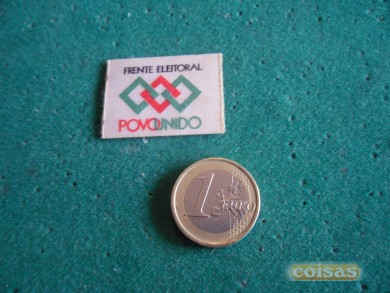 FRENTE ELEITORAL
POVO UNIDO
1
EURO
coisas